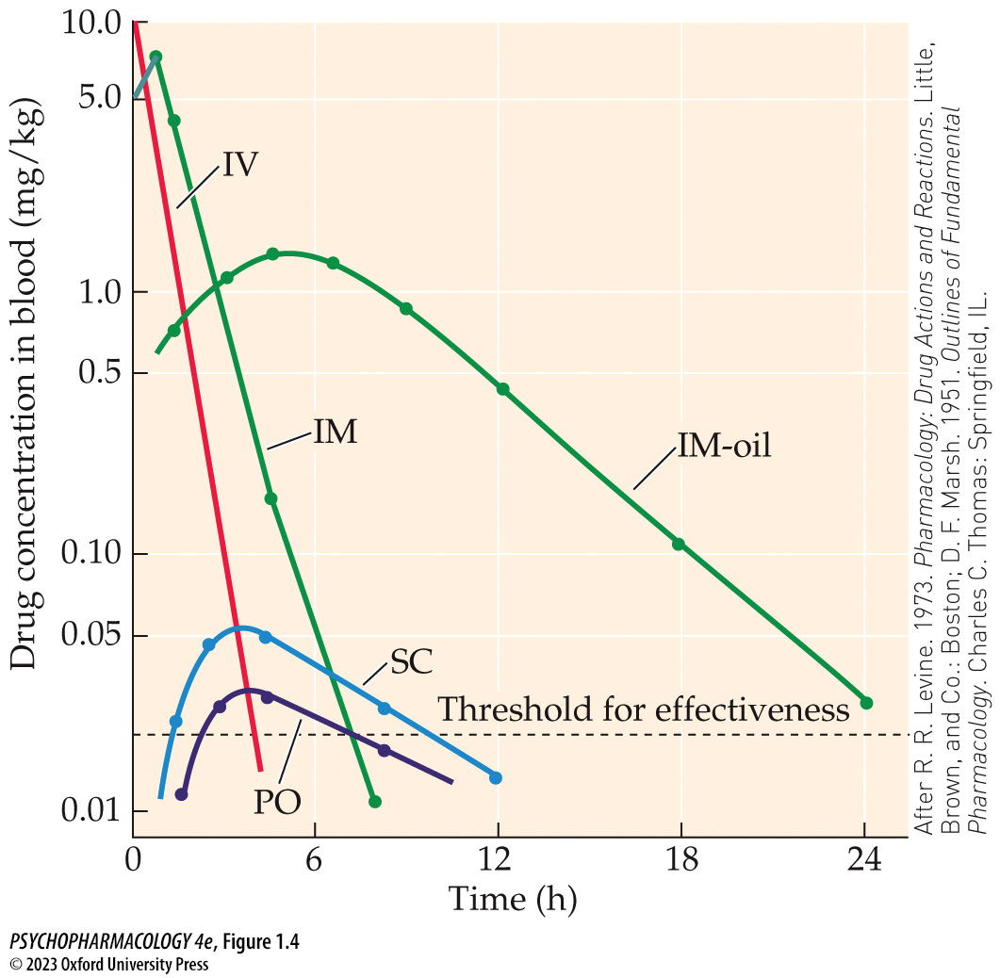 10.0
5.0
1.0
0.5
0.10
0.05
0.01
Drug concentration in blood (mg/kg)
IV
IM
IM-oil
SC
Threshold for effectiveness
PO
0
6
12
18
24
Time (h)
After R. R. Levine. 1973. Pharmacology: Drug Actions and Reactions. Little,
Brown, and Co.: Boston; D. F. Marsh. 1951. Outlines of Fundamental
Pharmacology. Charles C. Thomas: Springfield, IL.
PSYCHOPHARMACOLOGY 4e, Figure 1.4
© 2023 Oxford University Press